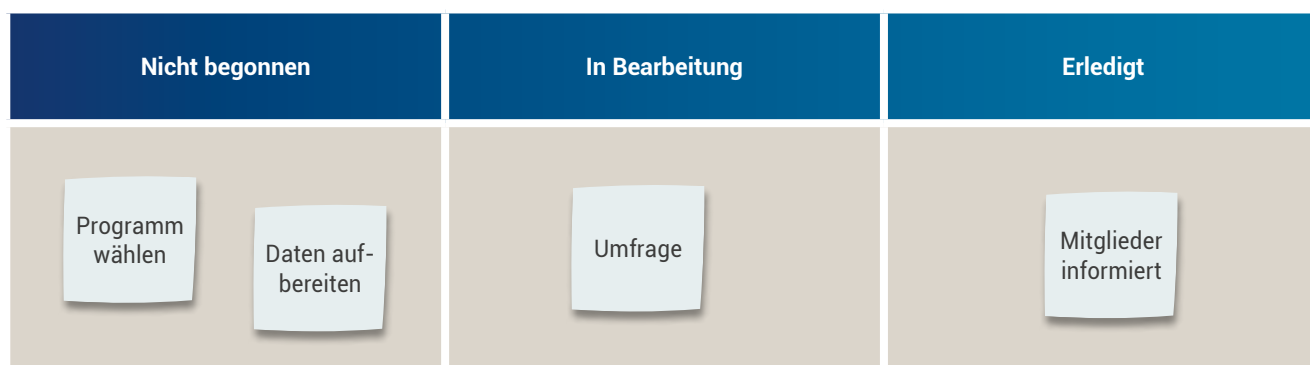 Nicht begonnen
In Bearbeitung
Erledigt
Programm
wählen
Daten auf-
bereiten
Umfrage
Mitglieder
informiert